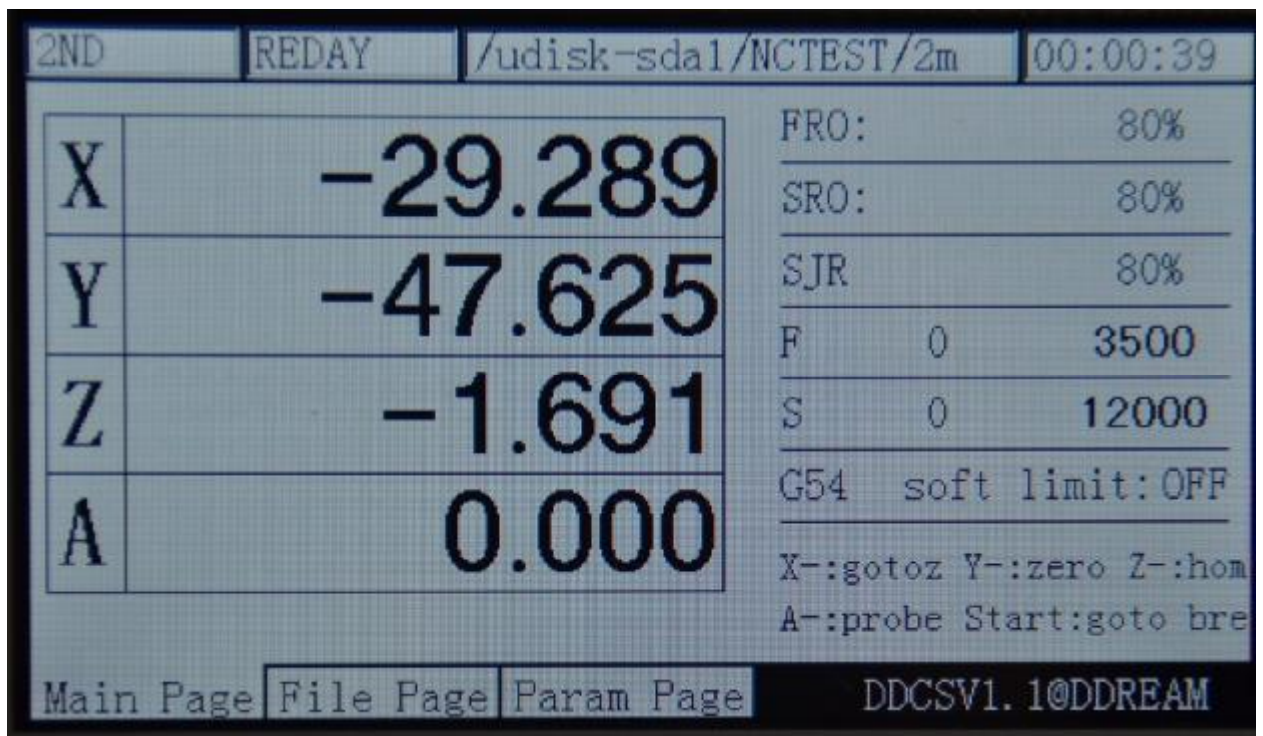 2ND REDAY /udisk-sda1/NCTEST/2m 00:00:39
X -29.289
Y -47.625
Z -1.691
A 0.000
FRO: 80%
SRO: 80%
SJR 80%
F 0 3500
S 0 12000
G54 soft limit:OFF
X-:gotoz Y-:zero Z-:hom
A-:probe Start:goto bre
Main Page File Page Param Page DDCSV1.1@DDREAM